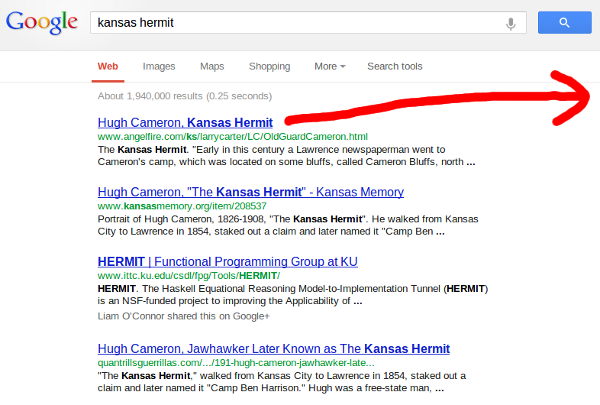 Google kansas hermit
Web Images Maps Shopping More Search tools
About 1,940,000 results (0.25 seconds)
Hugh Cameron, Kansas Hermit
www.angelfire.com/ks/larrycarter/LC/OldGuardCameron.html
The Kansas Hermit. "Early in this century a Lawrence newspaperman went to
Cameron's camp, which was located on some bluffs, called Cameron Bluffs, north ...
Hugh Cameron, "The Kansas Hermit" - Kansas Memory
www.kansasmemory.org/item/208537
Portrait of Hugh Cameron, 1826-1908, "The Kansas Hermit". He walked from Kansas
City to Lawrence in 1854, staked out a claim and later named it "Camp Ben ...
HERMIT | Functional Programming Group at KU
www.ittc.ku.edu/csdl/fpg/Tools/HERMIT/
HERMIT. The Haskell Equational Reasoning Model-to-Implementation Tunnel (HERMIT)
is an NSF-funded project to improving the Applicability of ...
Liam O'Connor shared this on Google+
Hugh Cameron, Jawhawker Later Known as The Kansas Hermit
quantrillsguerrillas.com/.../191-hugh-cameron-jawhawker-late...
"The Kansas Hermit," walked from Kansas City to Lawrence in 1854, staked out a
claim and later named it "Camp Ben Harrison." Hugh was a free-state man, ...